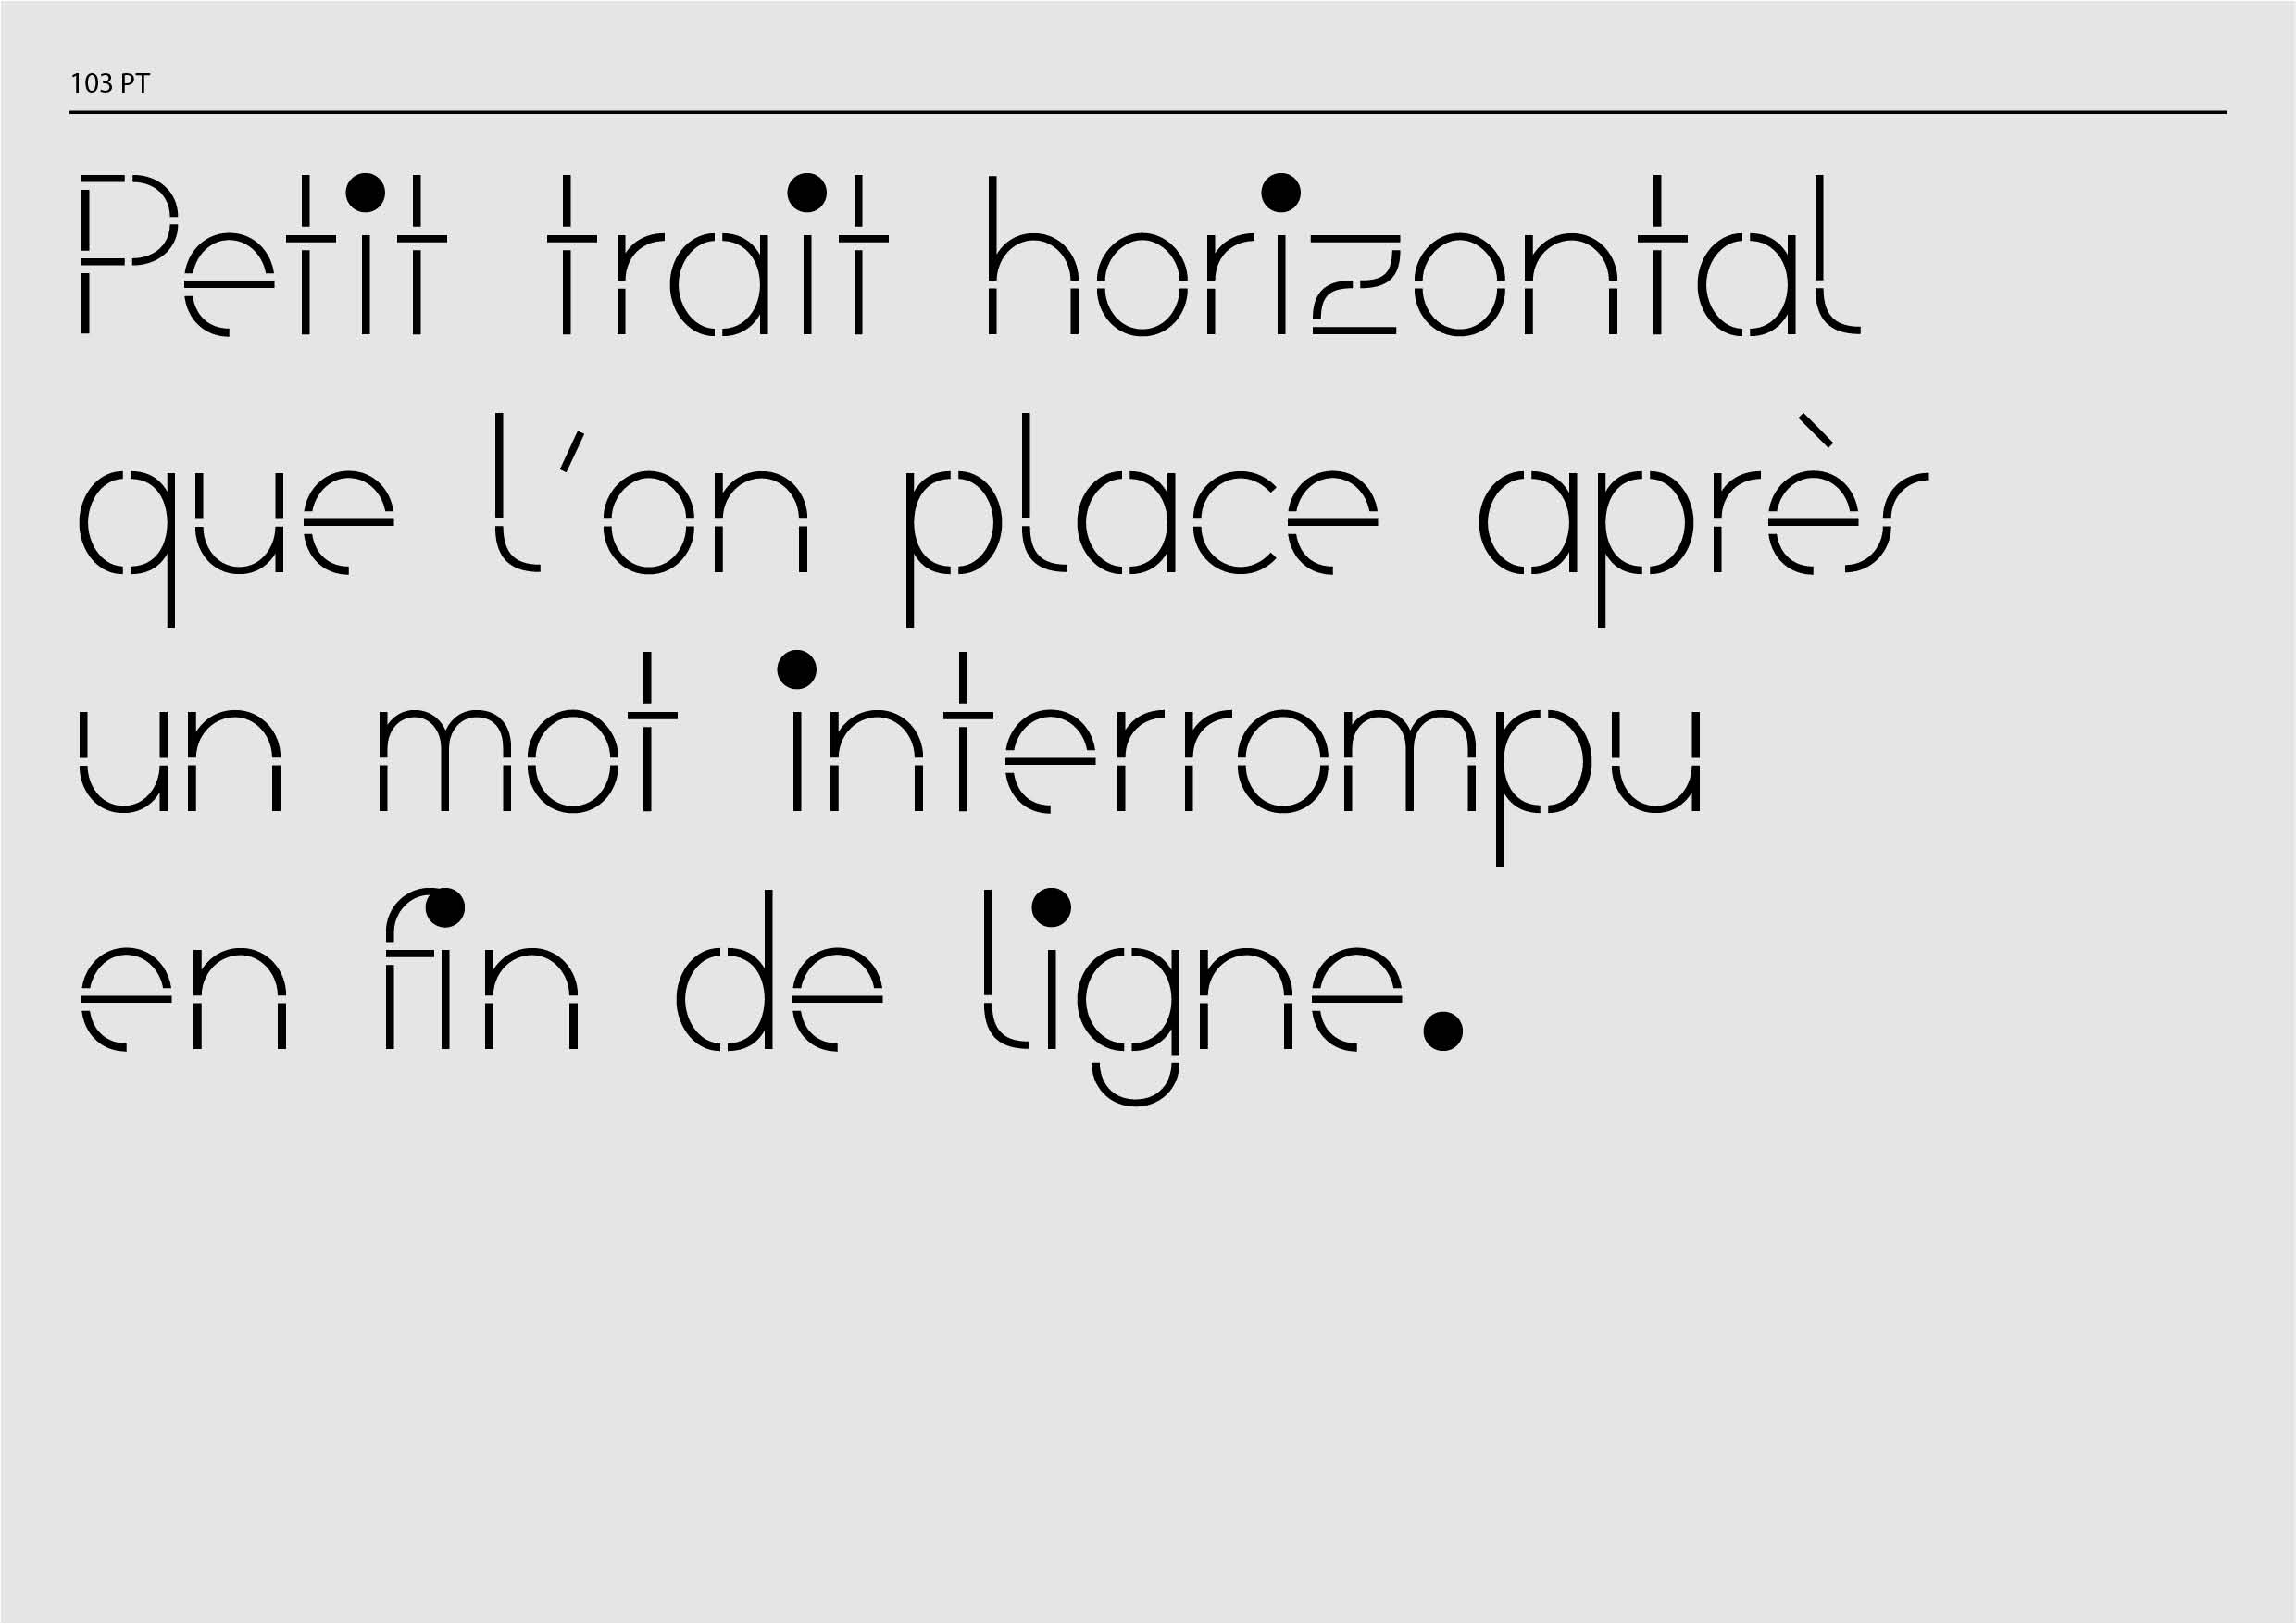 103 PT
Petit trait horizontal
que l'on place après
un mot interrompu
en fin de ligne.